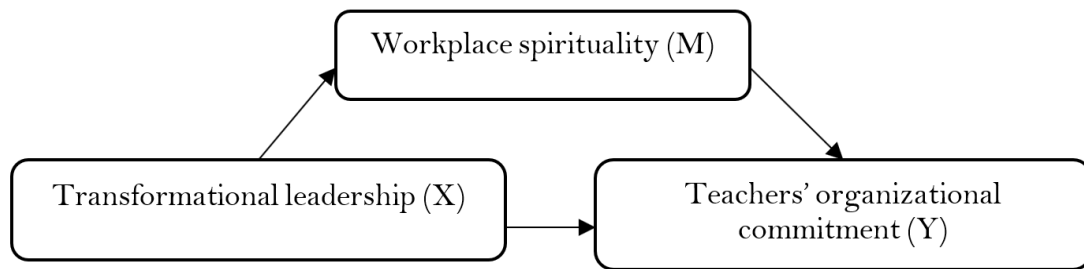 Workplace spirituality (M)
Transformational leadership (X)
Teachers’ organizational
commitment (Y)